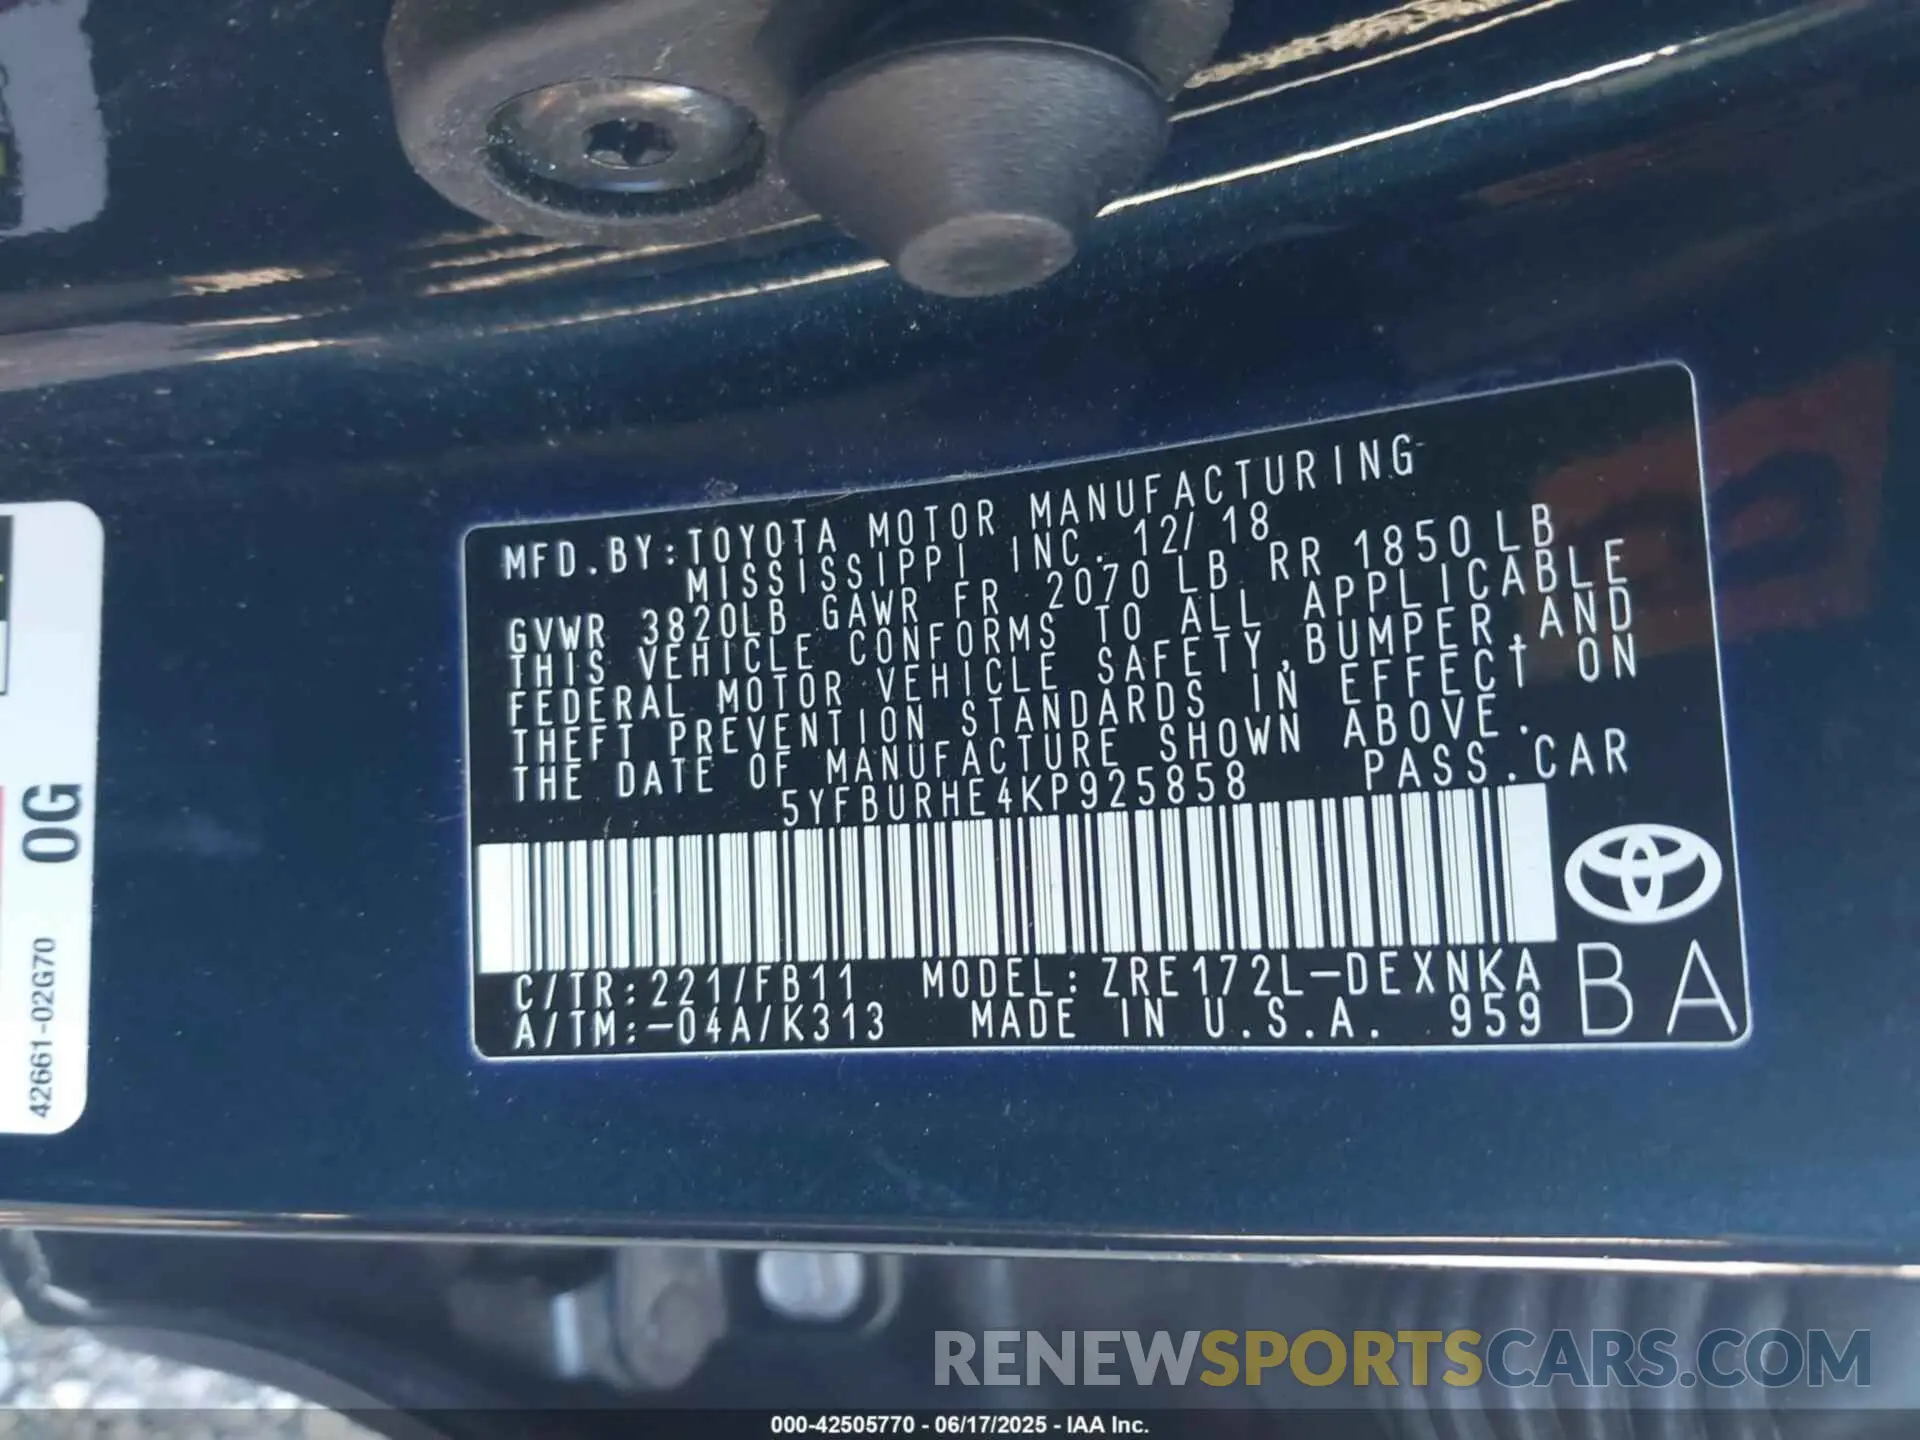 MFD.BY:TOYOTA MOTOR MANUFACTURING
MISSISSIPPI INC. 12/18
GVWR 3820LB GAWR FR 2070LB RR 1850LB
THIS VEHICLE CONFORMS TO ALL APPLICABLE
FEDERAL MOTOR VEHICLE SAFETY,BUMPER,AND
THEFT PREVENTION STANDARDS IN EFFECT ON
THE DATE OF MANUFACTURE SHOWN ABOVE.
5YFBURHE4KP925858 PASS.CAR
C/TR:221/FB11 MODEL:ZRE172L-DEXNKA
A/TM:-04A/K313 MADE IN U.S.A. 959
BA
0G
42661-02G70
RENEWSPORTSCARS.COM
000-42505770 - 06/17/2025 - IAA Inc.